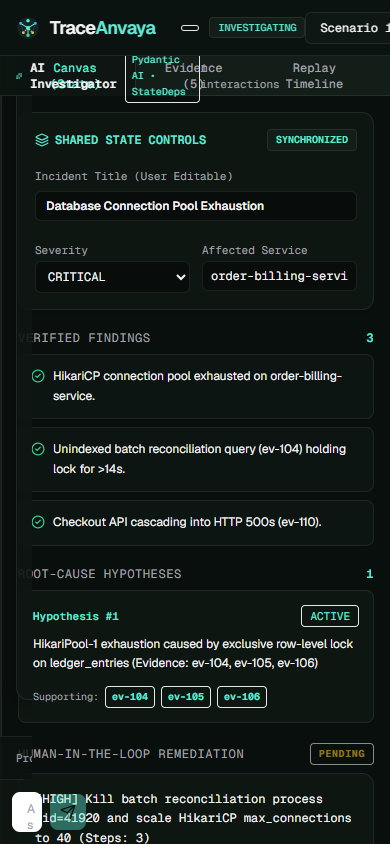 TraceAnvaya
INVESTIGATING
Scenario 1
AI Investigator
Canvas
Pydantic
AI •
StateDeps
Evidence
(5)
interactions
Replay
Timeline
SHARED STATE CONTROLS
SYNCHRONIZED
Incident Title (User Editable)
Database Connection Pool Exhaustion
Severity
Affected Service
CRITICAL
order-billing-servi
VERIFIED FINDINGS
3
HikariCP connection pool exhausted on order-billing-
service.
Unindexed batch reconciliation query (ev-104) holding
lock for >14s.
Checkout API cascading into HTTP 500s (ev-110).
ROOT-CAUSE HYPOTHESES
1
Hypothesis #1
ACTIVE
HikariPool-1 exhaustion caused by exclusive row-level lock
on ledger_entries (Evidence: ev-104, ev-105, ev-106)
Supporting:
ev-104
ev-105
ev-106
HUMAN-IN-THE-LOOP REMEDIATION
PENDING
[HIGH] Kill batch reconciliation process
pid=41920 and scale HikariCP max_connections
to 40 (Steps: 3)